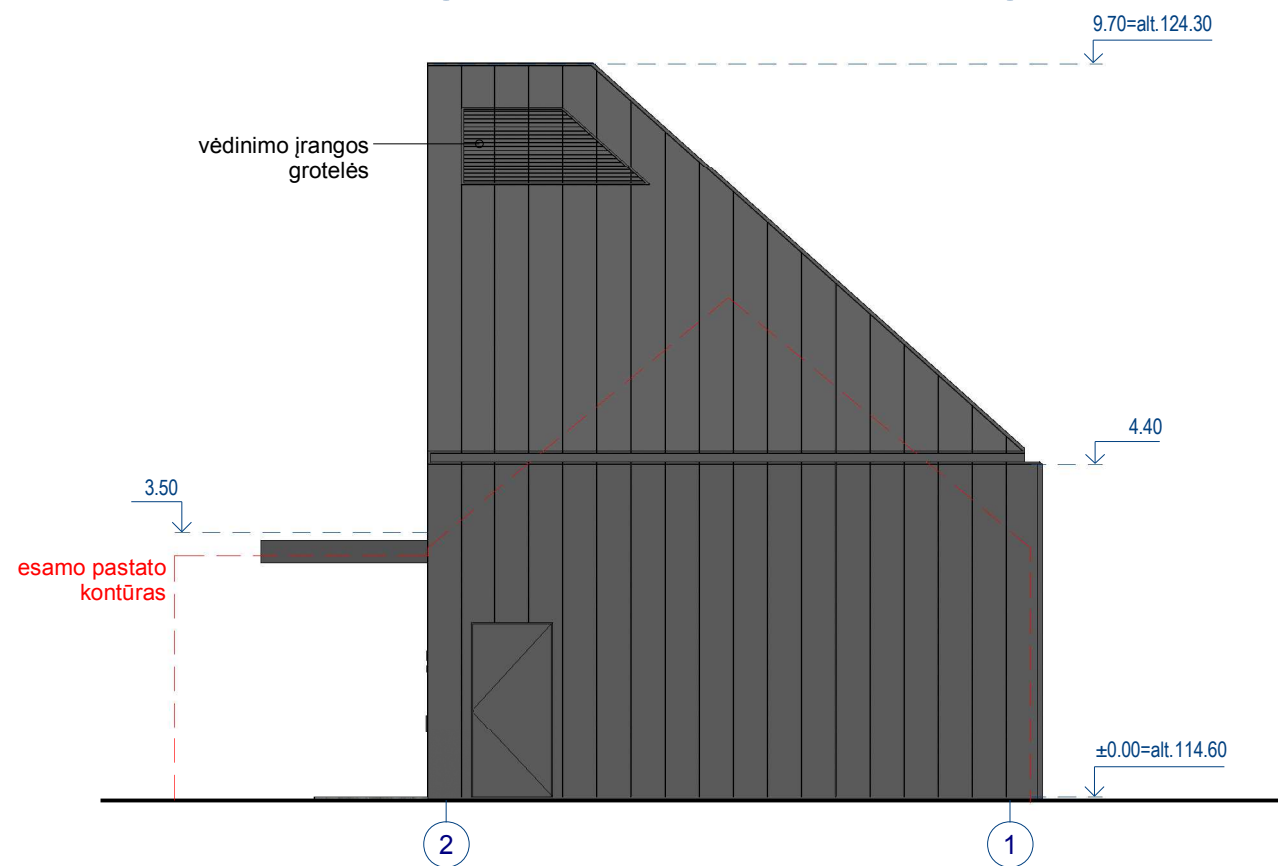 9.70=alt.124.30
vėdinimo įrangos
grotelės
4.40
3.50
esamo pastato
kontūras
±0.00=alt.114.60
2
1